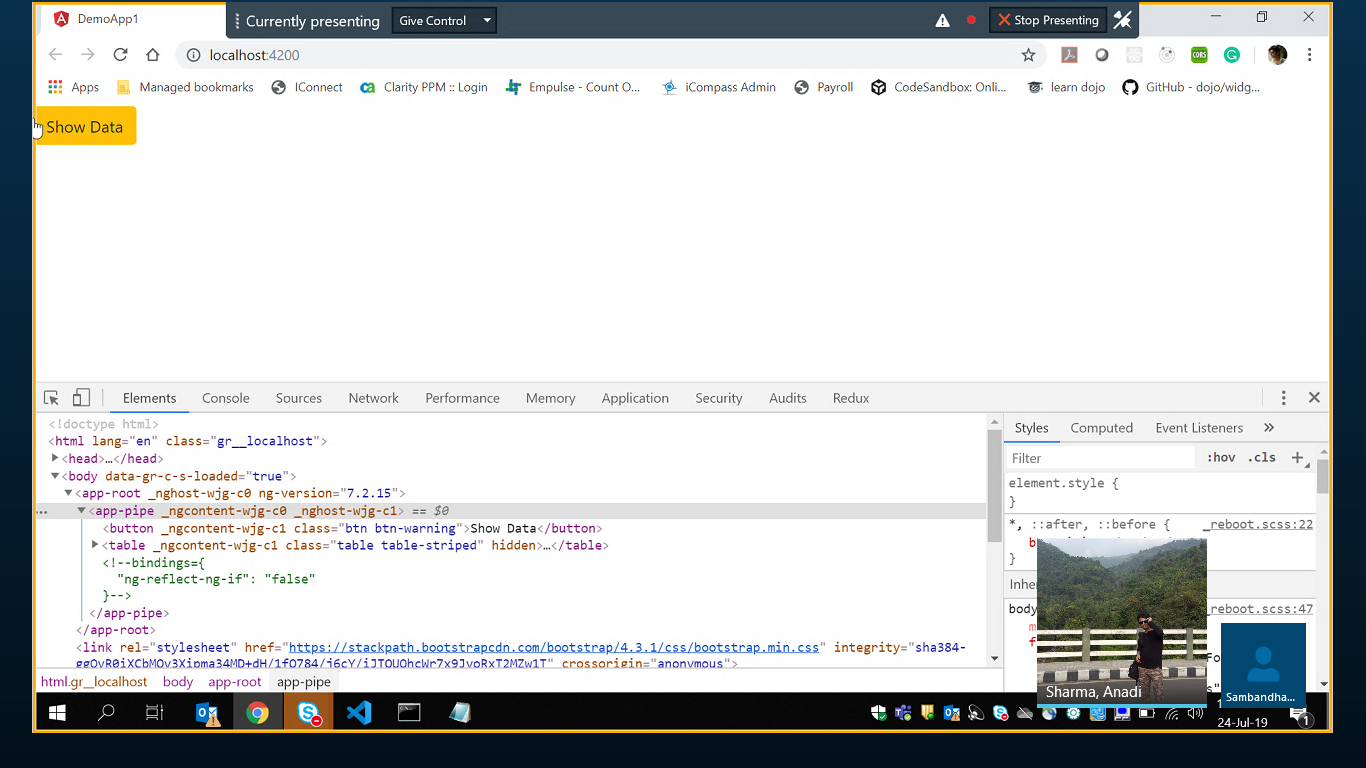 DemoApp1
Currently presenting
Give Control
Stop Presenting
localhost:4200
CORS
Apps
Managed bookmarks
IConnect
Clarity PPM :: Login
Empulse - Count O...
iCompass Admin
Payroll
CodeSandbox: Onli...
learn dojo
GitHub - dojo/widg...
Show Data
Elements
Console
Sources
Network
Performance
Memory
Application
Security
Audits
Redux
<!doctype html>
<html lang="en" class="gr__localhost">
<head>…</head>
<body data-gr-c-s-loaded="true">
<app-root _nghost-wjg-c0 ng-version="7.2.15">
<app-pipe _ngcontent-wjg-c0 _nghost-wjg-c1> == $0
<button _ngcontent-wjg-c1 class="btn btn-warning">Show Data</button>
<table _ngcontent-wjg-c1 class="table table-striped" hidden>…</table>
<!--bindings={
"ng-reflect-ng-if": "false"
}-->
</app-pipe>
</app-root>
<link rel="stylesheet" href="https://stackpath.bootstrapcdn.com/bootstrap/4.3.1/css/bootstrap.min.css" integrity="sha384-
crossorigin="anonymous">
html.gr__localhost
body
app-root
app-pipe
Styles
Computed
Event Listeners
Filter
:hov
.cls
element.style {
}
*, ::after, ::before {
_reboot.scss:22
b
}
Inhe
body
_reboot.scss:47
m
f
Sharma, Anadi
Sambandha...
24-Jul-19
1